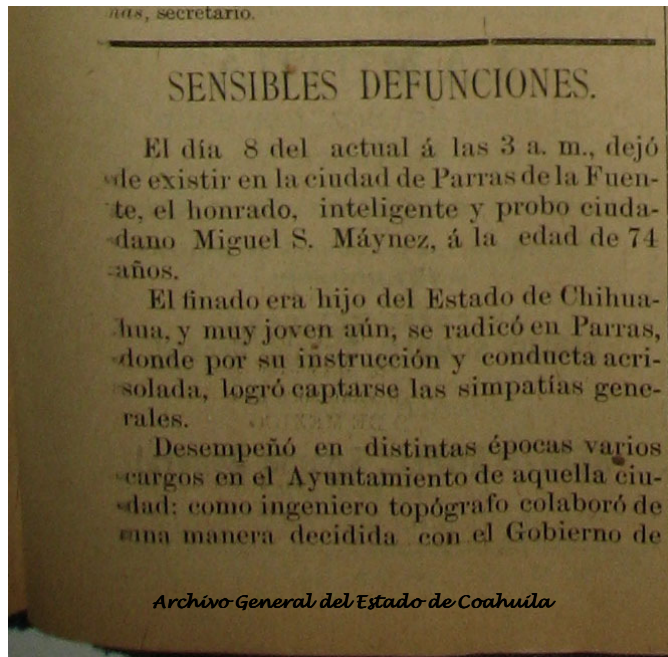 nas, secretario.
SENSIBLES DEFUNCIONES.
El día 8 del actual á las 3 a. m., dejó
de existir en la ciudad de Parras de la Fuen-
te, el honrado, inteligente y probo ciuda-
dano Miguel S. Máynez, á la edad de 74
años.
El finado era hijo del Estado de Chihua-
hua, y muy joven aún, se radicó en Parras,
donde por su instrucción y conducta acri-
solada, logró captarse las simpatías gene-
rales.
Desempeñó en distintas épocas varios
cargos en el Ayuntamiento de aquella ciu-
dad: como ingeniero topógrafo colaboró de
una manera decidida con el Gobierno de
Archivo General del Estado de Coahuila